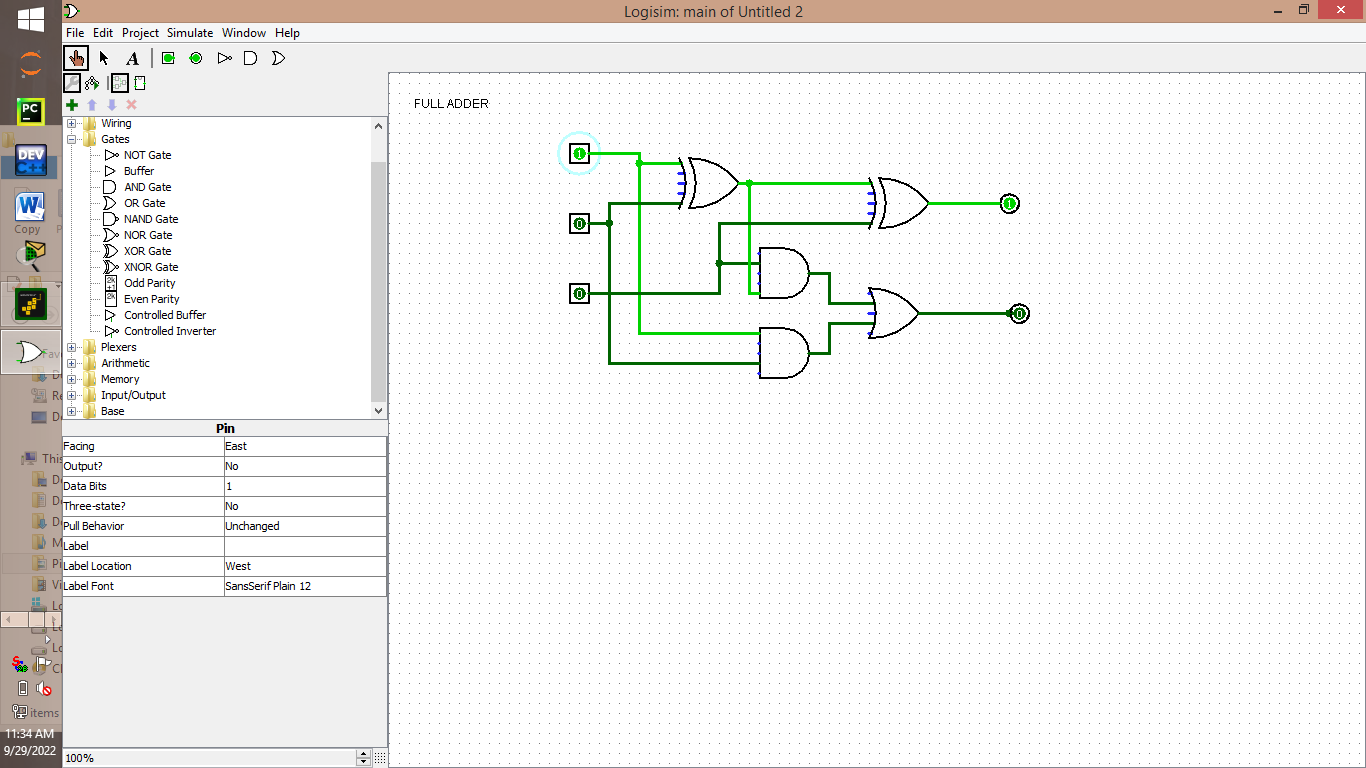 Logisim: main of Untitled 2
File Edit Project Simulate Window Help
A
FULL ADDER
Wiring
Gates
NOT Gate
Buffer
AND Gate
OR Gate
NAND Gate
NOR Gate
XOR Gate
XNOR Gate
Odd Parity
Even Parity
Controlled Buffer
Controlled Inverter
Plexers
Arithmetic
Memory
Input/Output
Base
Pin
Facing East
Output? No
Data Bits 1
Three-state? No
Pull Behavior Unchanged
Label
Label Location West
Label Font SansSerif Plain 12
100%
1
0
0
1
0
PC
DEV
C++
W
Copy
Fav
This
items
11:34 AM
9/29/2022